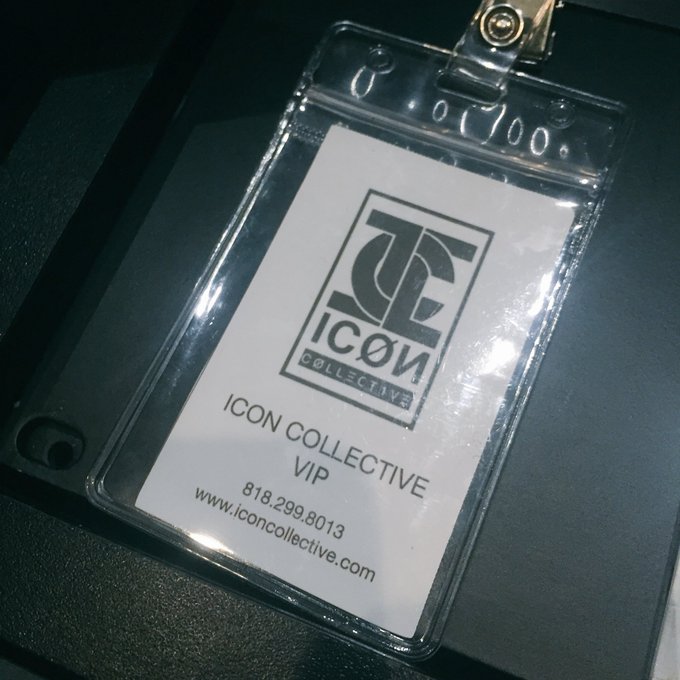 ICØN
CØLLECTIVE
ICON COLLECTIVE
VIP
818.299.8013
www.iconcollective.com